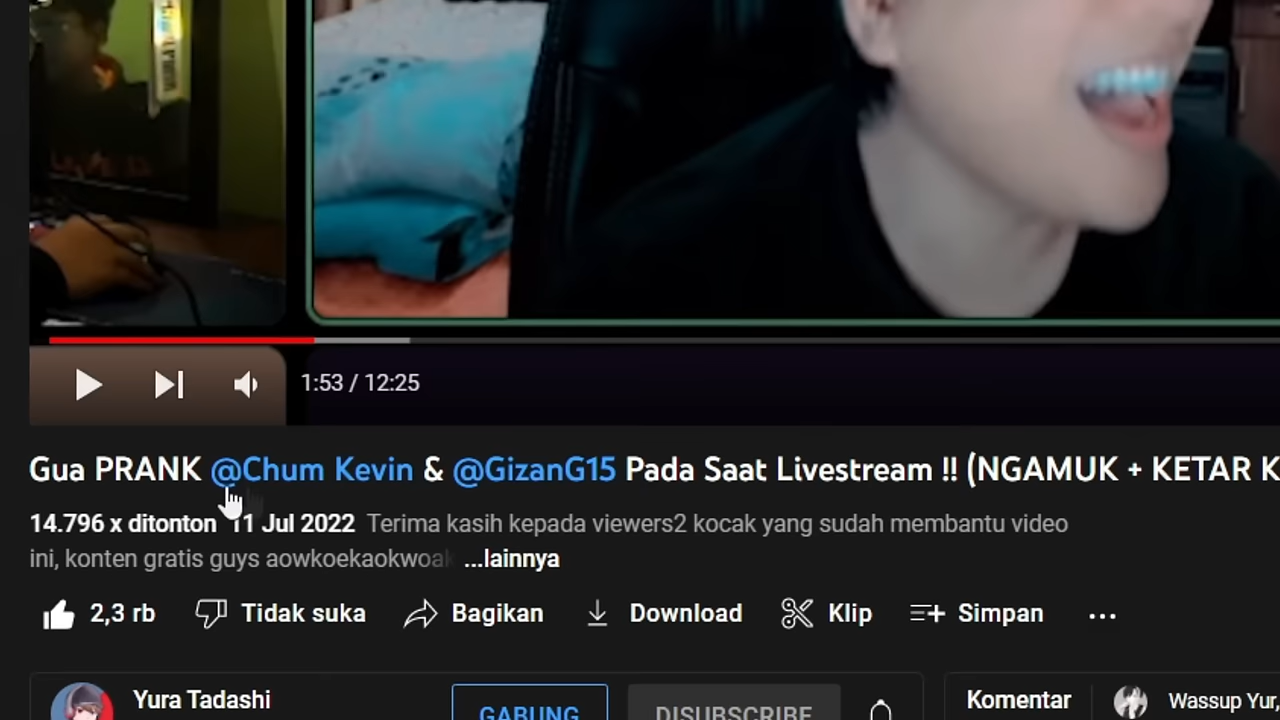 1:53 / 12:25
Gua PRANK @Chum Kevin & @GizanG15 Pada Saat Livestream !! (NGAMUK + KETAR K
14.796 x ditonton 11 Jul 2022 Terima kasih kepada viewers2 kocak yang sudah membantu video
ini, konten gratis guys aowkoekaokwoak ...lainnya
2,3 rb Tidak suka Bagikan Download Klip Simpan
Yura Tadashi GABUNG DISUBSCRIBE Komentar Wassup Yur,